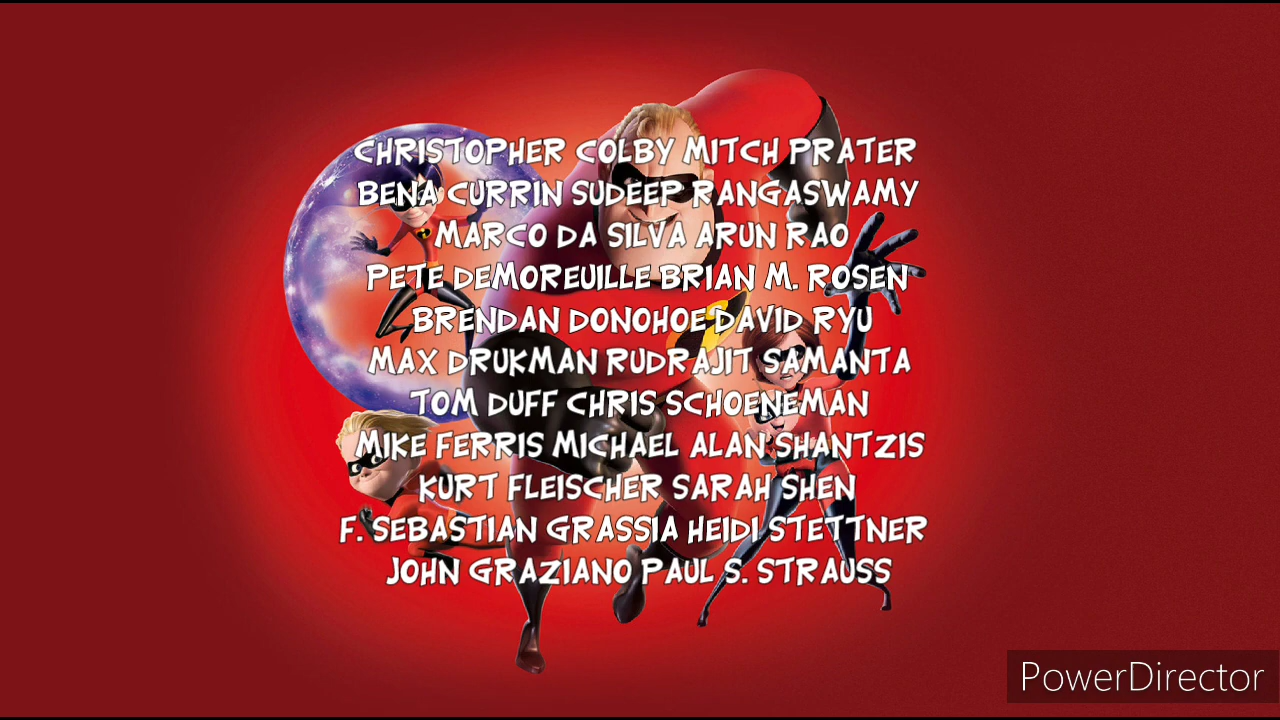 CHRISTOPHER COLBY MITCH PRATER
BENA CURRIN SUDEEP RANGASWAMY
MARCO DA SILVA ARUN RAO
PETE DEMOREUILLE BRIAN M. ROSEN
BRENDAN DONOHOE DAVID RYU
MAX DRUKMAN RUDRAJIT SAMANTA
TOM DUFF CHRIS SCHOENEMAN
MIKE FERRIS MICHAEL ALAN SHANTZIS
KURT FLEISCHER SARAH SHEN
F. SEBASTIAN GRASSIA HEIDI STETTNER
JOHN GRAZIANO PAUL S. STRAUSS
PowerDirector